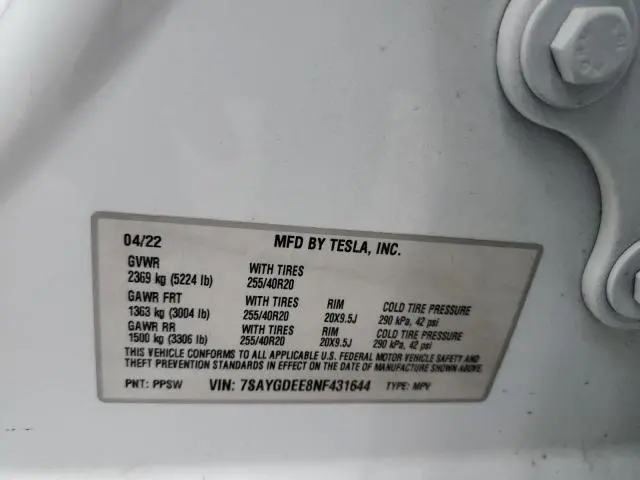 04/22 MFD BY TESLA, INC.
GVWR WITH TIRES
2369 kg (5224 lb) 255/40R20
GAWR FRT WITH TIRES RIM COLD TIRE PRESSURE
1363 kg (3004 lb) 255/40R20 20X9.5J 290 kPa, 42 psi
GAWR RR WITH TIRES RIM COLD TIRE PRESSURE
1500 kg (3306 lb) 255/40R20 20X9.5J 290 kPa, 42 psi
THIS VEHICLE CONFORMS TO ALL APPLICABLE U.S. FEDERAL MOTOR VEHICLE SAFETY AND
THEFT PREVENTION STANDARDS IN EFFECT ON THE DATE OF MANUFACTURE SHOWN ABOVE.
PNT: PPSW VIN: 7SAYGDEE8NF431644 TYPE: MPV